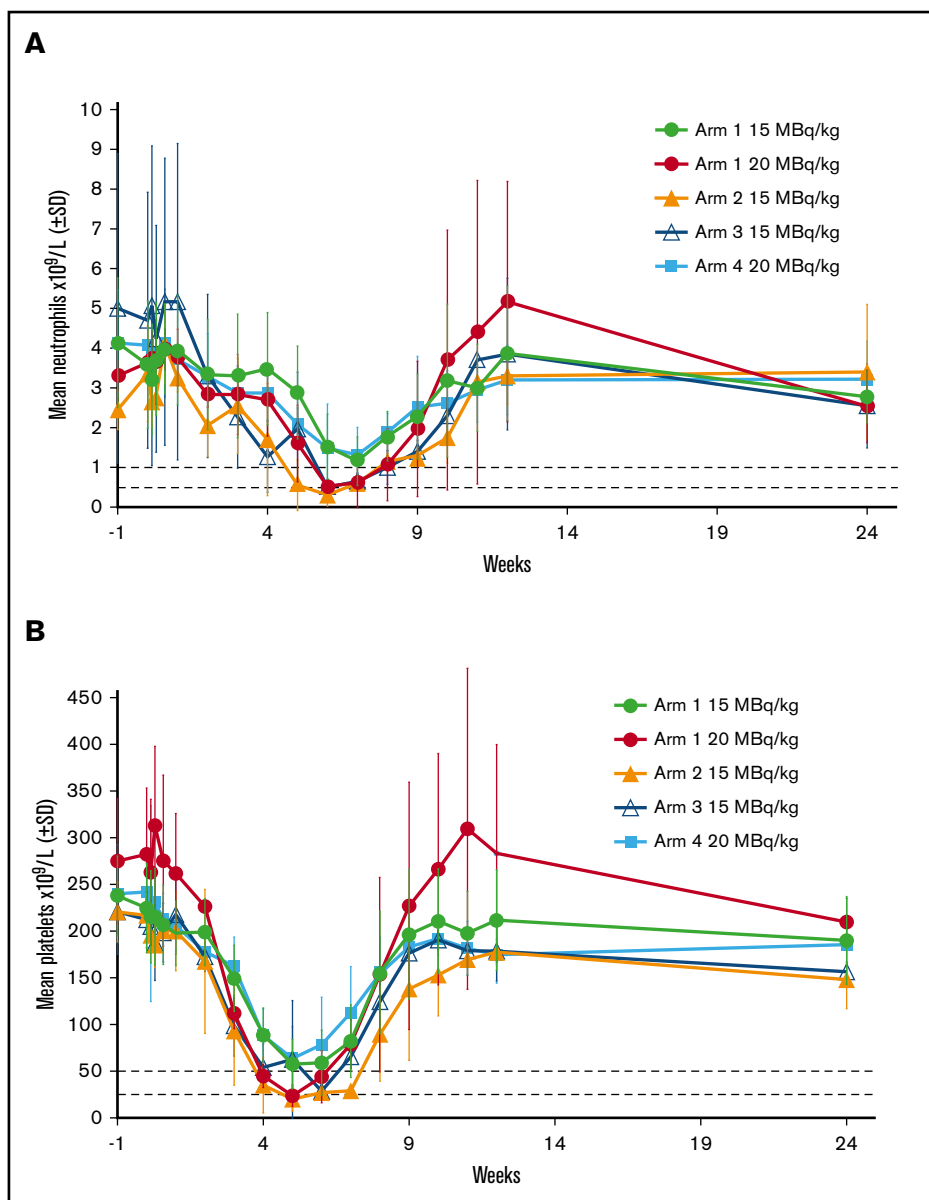 A
Mean neutrophils x10⁹/L (±SD)
10
9
8
7
6
5
4
3
2
1
0
-1
4
9
14
19
24
Weeks
Arm 1 15 MBq/kg
Arm 1 20 MBq/kg
Arm 2 15 MBq/kg
Arm 3 15 MBq/kg
Arm 4 20 MBq/kg
B
Mean platelets x10⁹/L (±SD)
450
400
350
300
250
200
150
100
50
0
-1
4
9
14
19
24
Weeks
Arm 1 15 MBq/kg
Arm 1 20 MBq/kg
Arm 2 15 MBq/kg
Arm 3 15 MBq/kg
Arm 4 20 MBq/kg